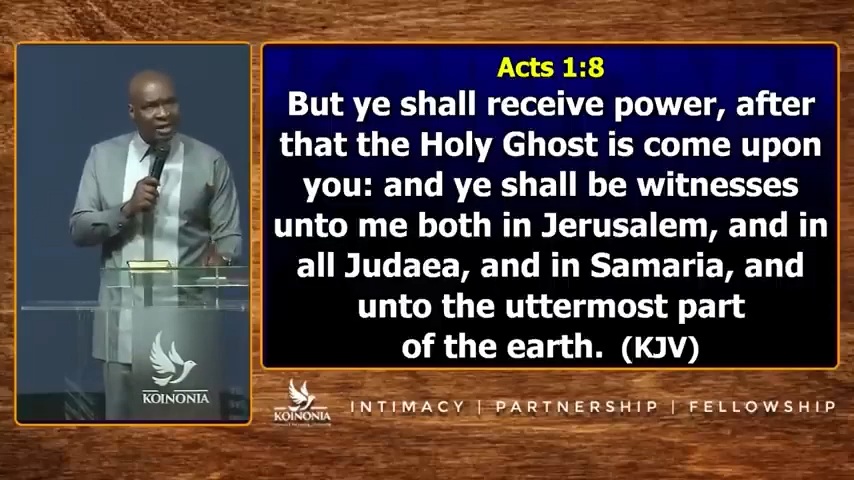 Acts 1:8
But ye shall receive power, after
that the Holy Ghost is come upon
you: and ye shall be witnesses
unto me both in Jerusalem, and in
all Judaea, and in Samaria, and
unto the uttermost part
of the earth. (KJV)
KOINONIA
KOINONIA
INTIMACY | PARTNERSHIP | FELLOWSHIP